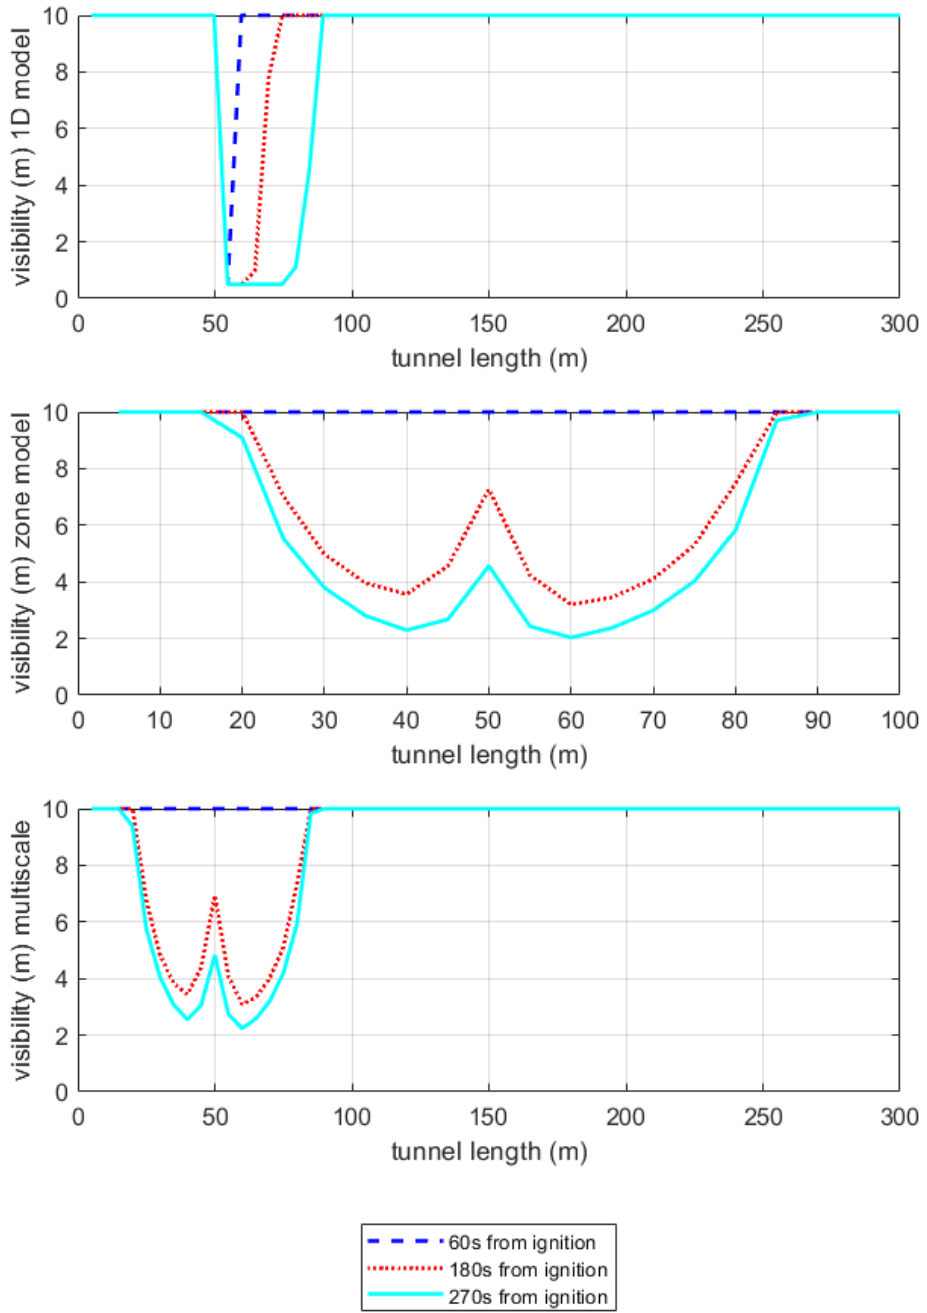 10
8
6
4
2
0
visibility (m) 1D model
0 50 100 150 200 250 300
tunnel length (m)
10
8
6
4
2
0
visibility (m) zone model
0 10 20 30 40 50 60 70 80 90 100
tunnel length (m)
10
8
6
4
2
0
visibility (m) multiscale
0 50 100 150 200 250 300
tunnel length (m)
60s from ignition
180s from ignition
270s from ignition